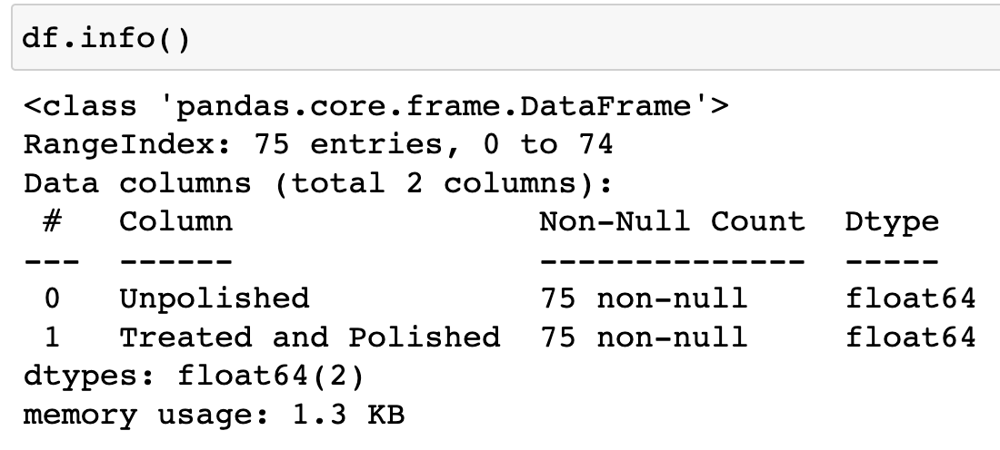 df.info()
<class 'pandas.core.frame.DataFrame'>
RangeIndex: 75 entries, 0 to 74
Data columns (total 2 columns):
 #   Column                Non-Null Count  Dtype
---  ------                --------------  -----
 0   Unpolished            75 non-null     float64
 1   Treated and Polished  75 non-null     float64
dtypes: float64(2)
memory usage: 1.3 KB